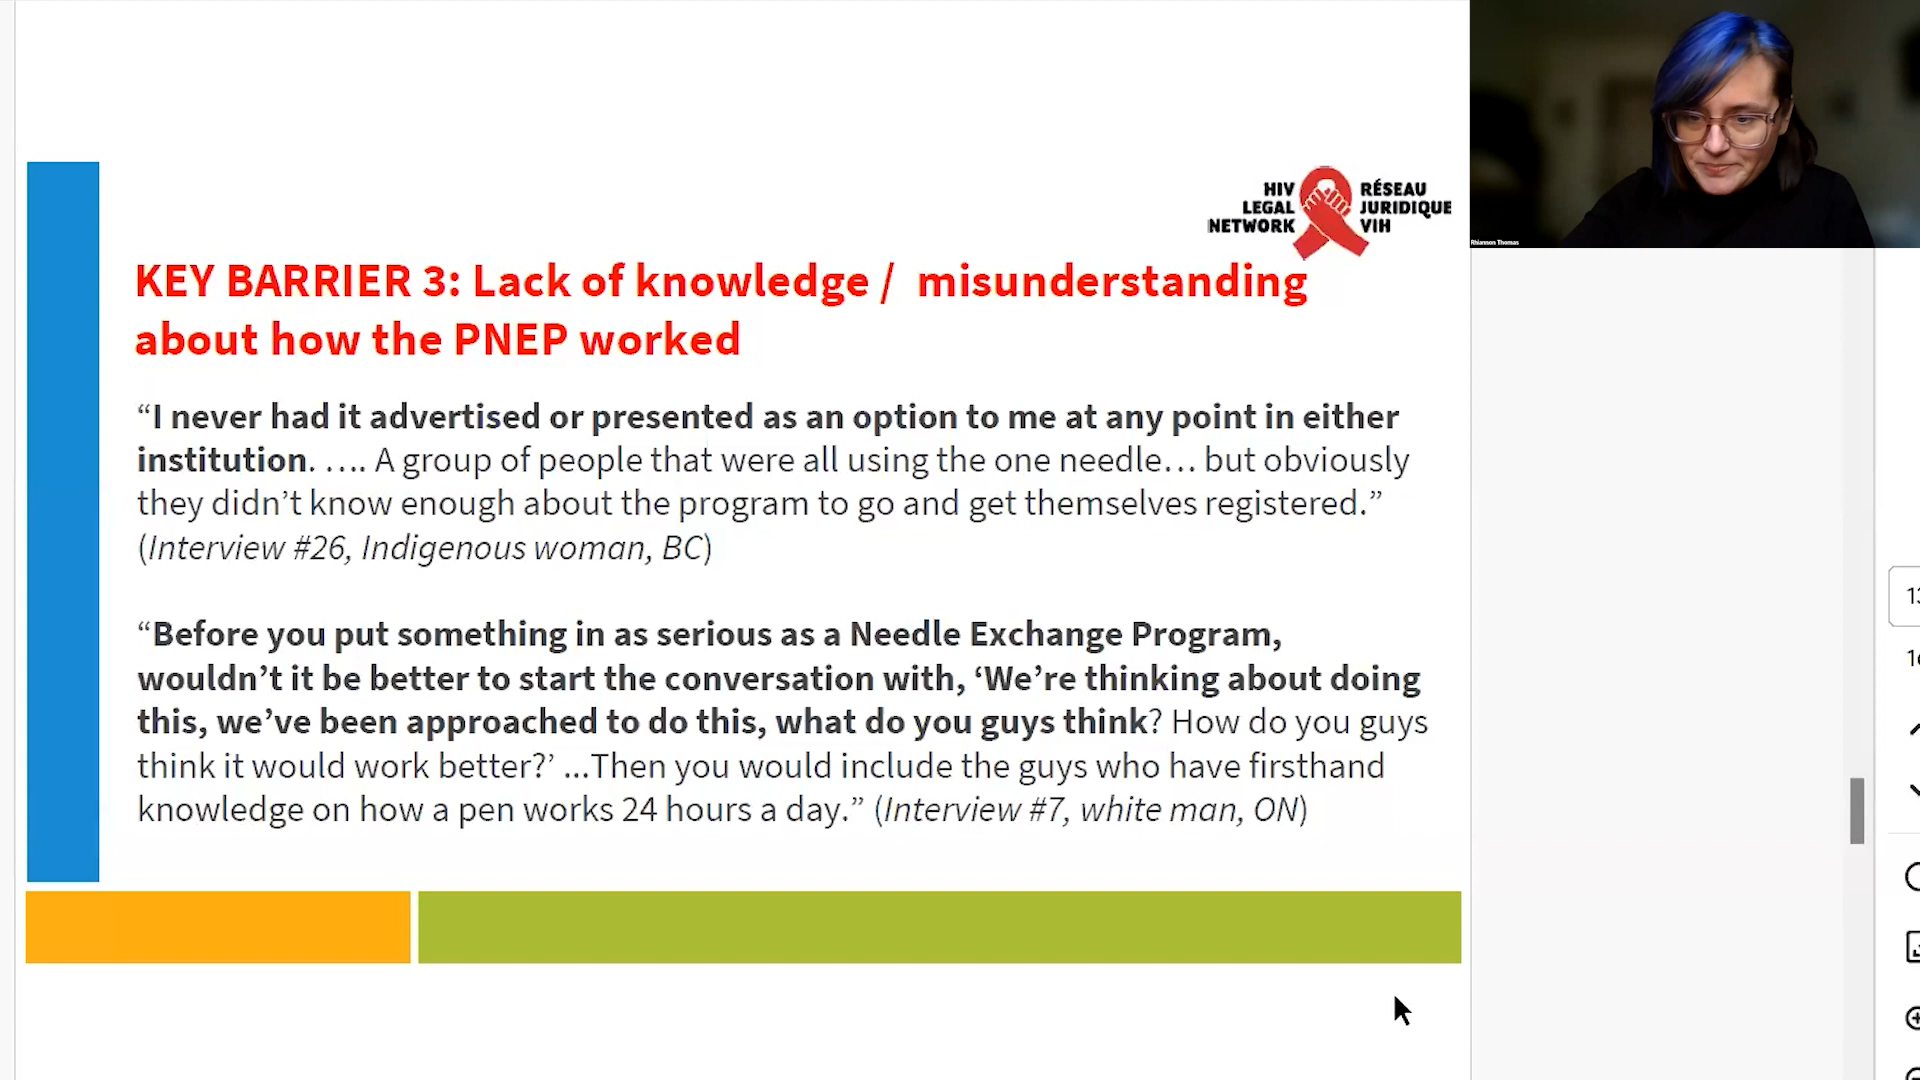 HIV
LEGAL
NETWORK
RÉSEAU
JURIDIQUE
VIH
Rhiannon Thomas
KEY BARRIER 3: Lack of knowledge /  misunderstanding
about how the PNEP worked
“I never had it advertised or presented as an option to me at any point in either
institution. …. A group of people that were all using the one needle… but obviously
they didn’t know enough about the program to go and get themselves registered.”
(Interview #26, Indigenous woman, BC)
“Before you put something in as serious as a Needle Exchange Program,
wouldn’t it be better to start the conversation with, ‘We’re thinking about doing
this, we’ve been approached to do this, what do you guys think? How do you guys
think it would work better?’ ...Then you would include the guys who have firsthand
knowledge on how a pen works 24 hours a day.” (Interview #7, white man, ON)